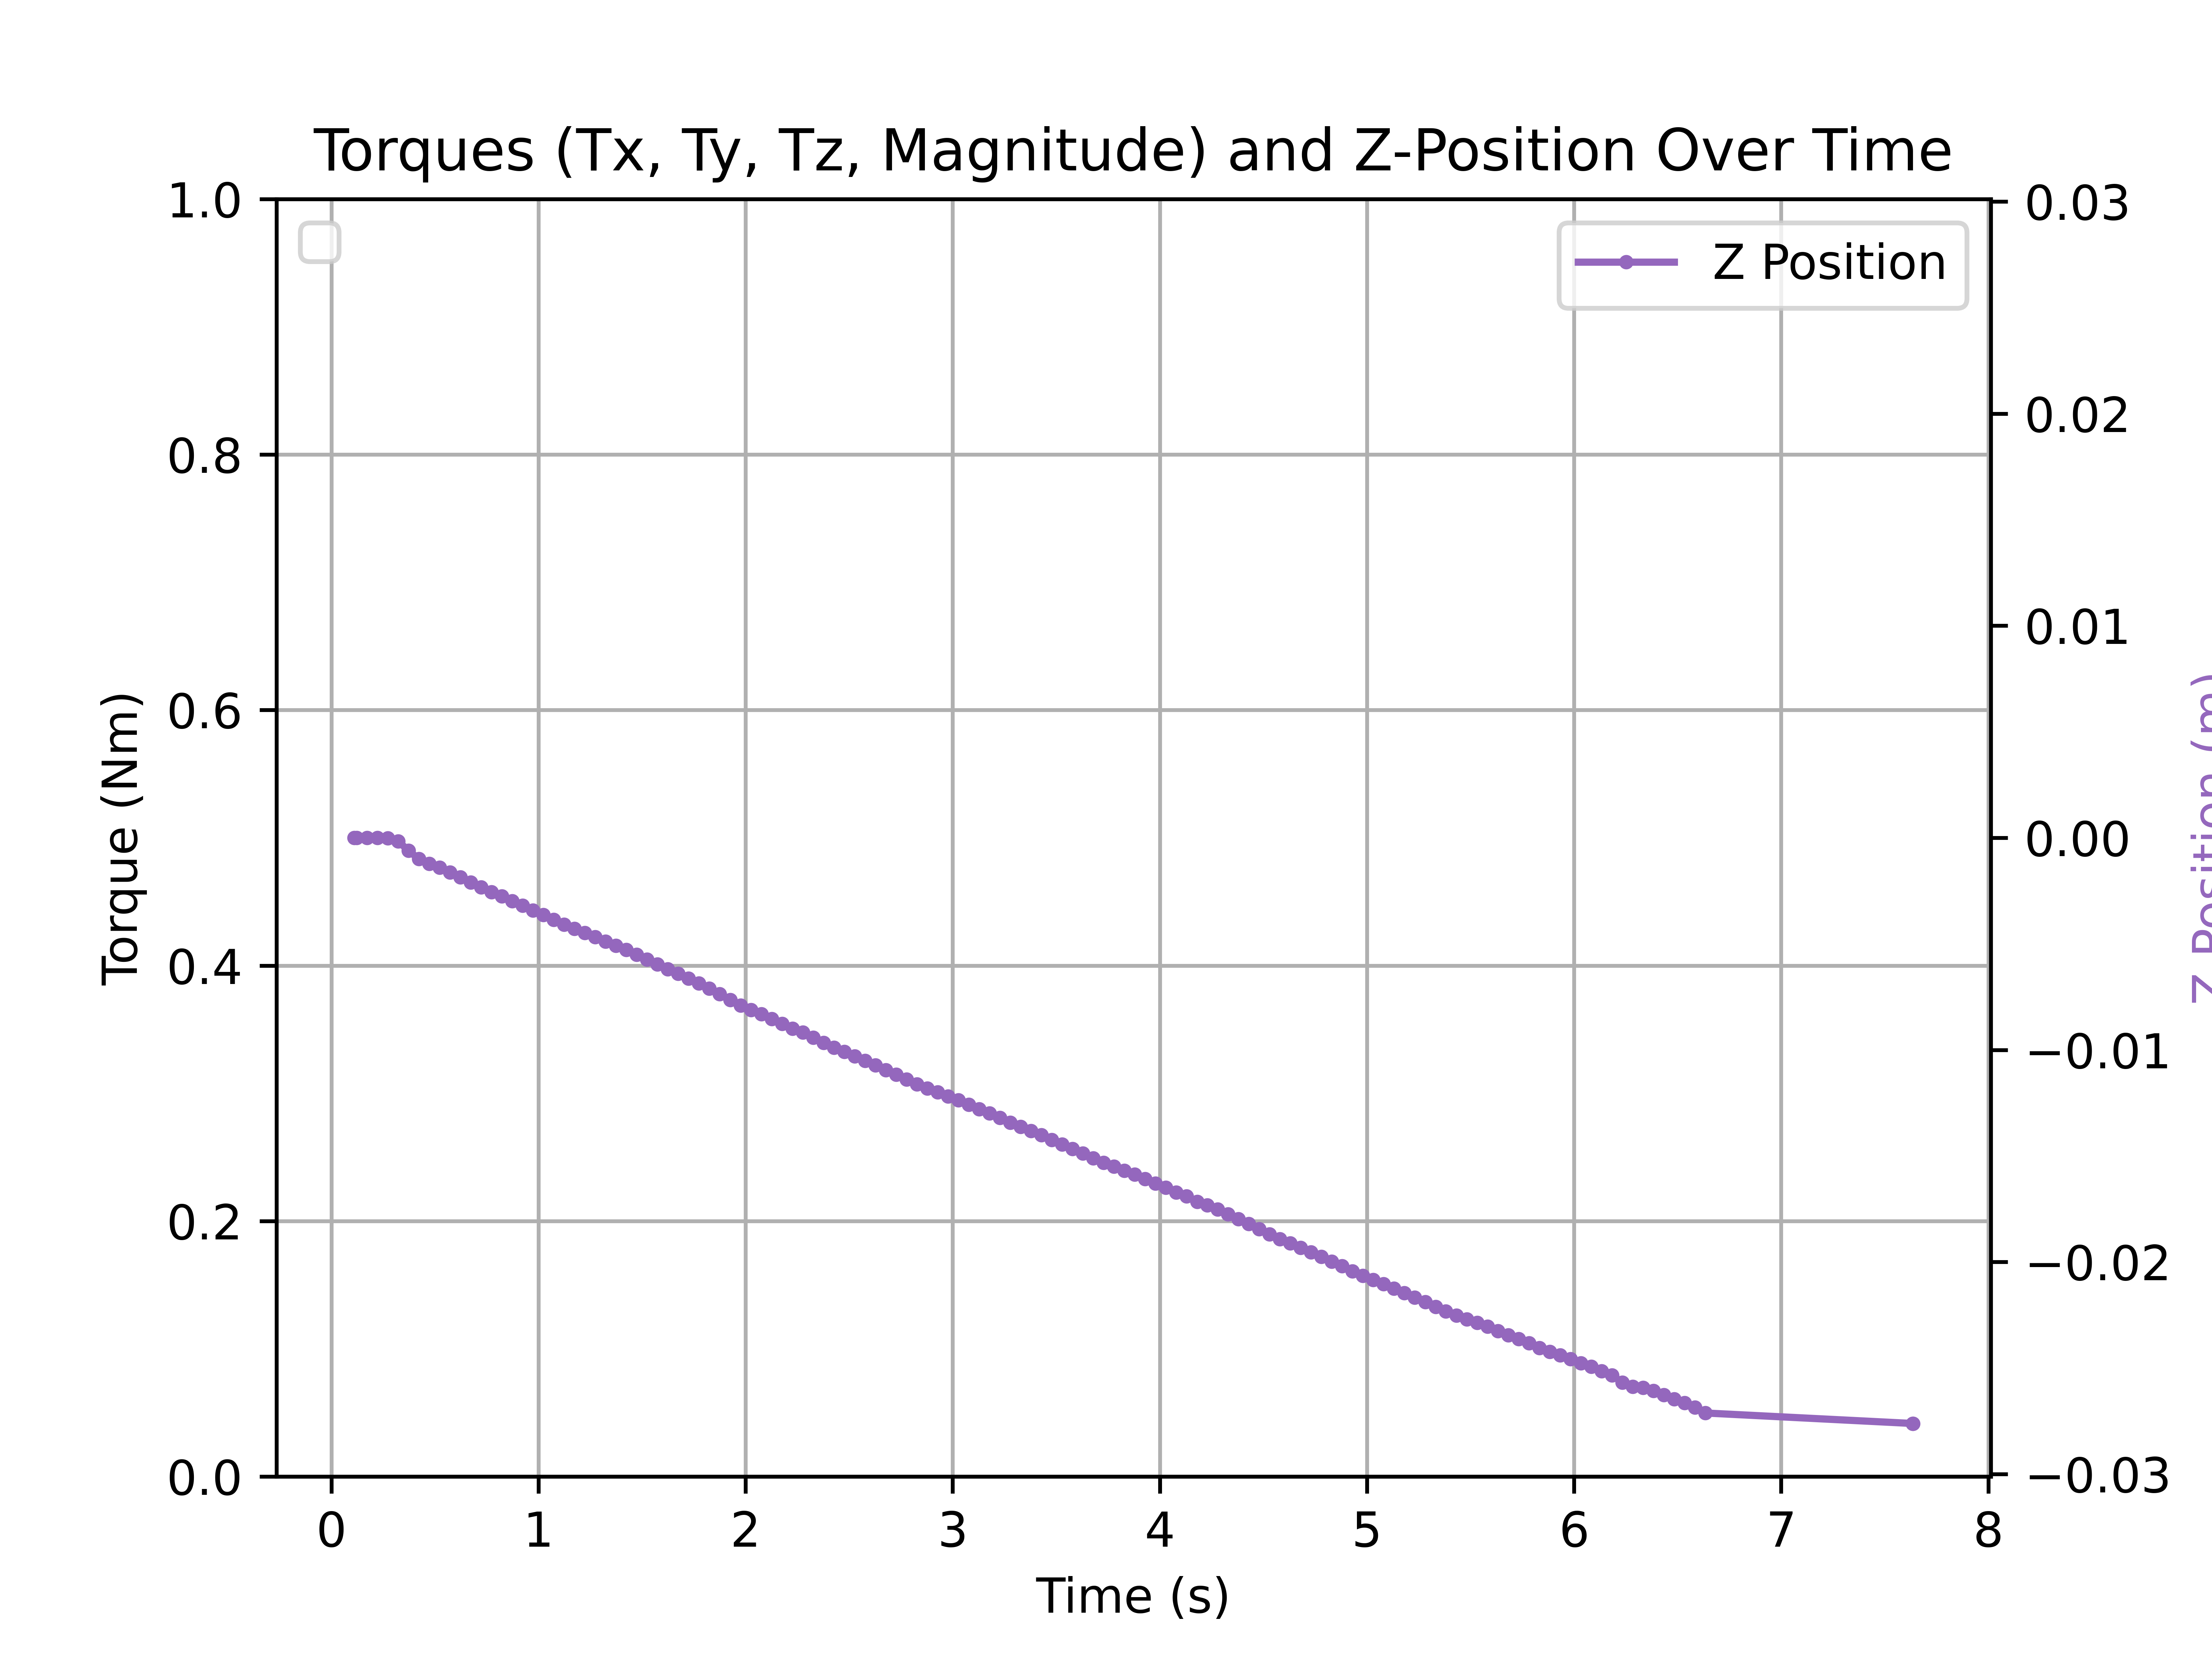 Torques (Tx, Ty, Tz, Magnitude) and Z-Position Over Time
Z Position
Torque (Nm)
1.0
0.8
0.6
0.4
0.2
0.0
0.03
0.02
0.01
0.00
−0.01
−0.02
−0.03
Z Position (m)
0 1 2 3 4 5 6 7 8
Time (s)